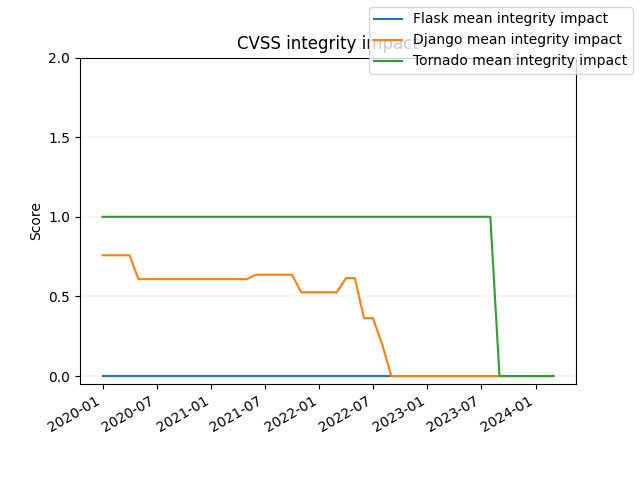 CVSS integrity impact
Flask mean integrity impact
Django mean integrity impact
Tornado mean integrity impact
Score
2.0
1.5
1.0
0.5
0.0
2020-01
2020-07
2021-01
2021-07
2022-01
2022-07
2023-01
2023-07
2024-01